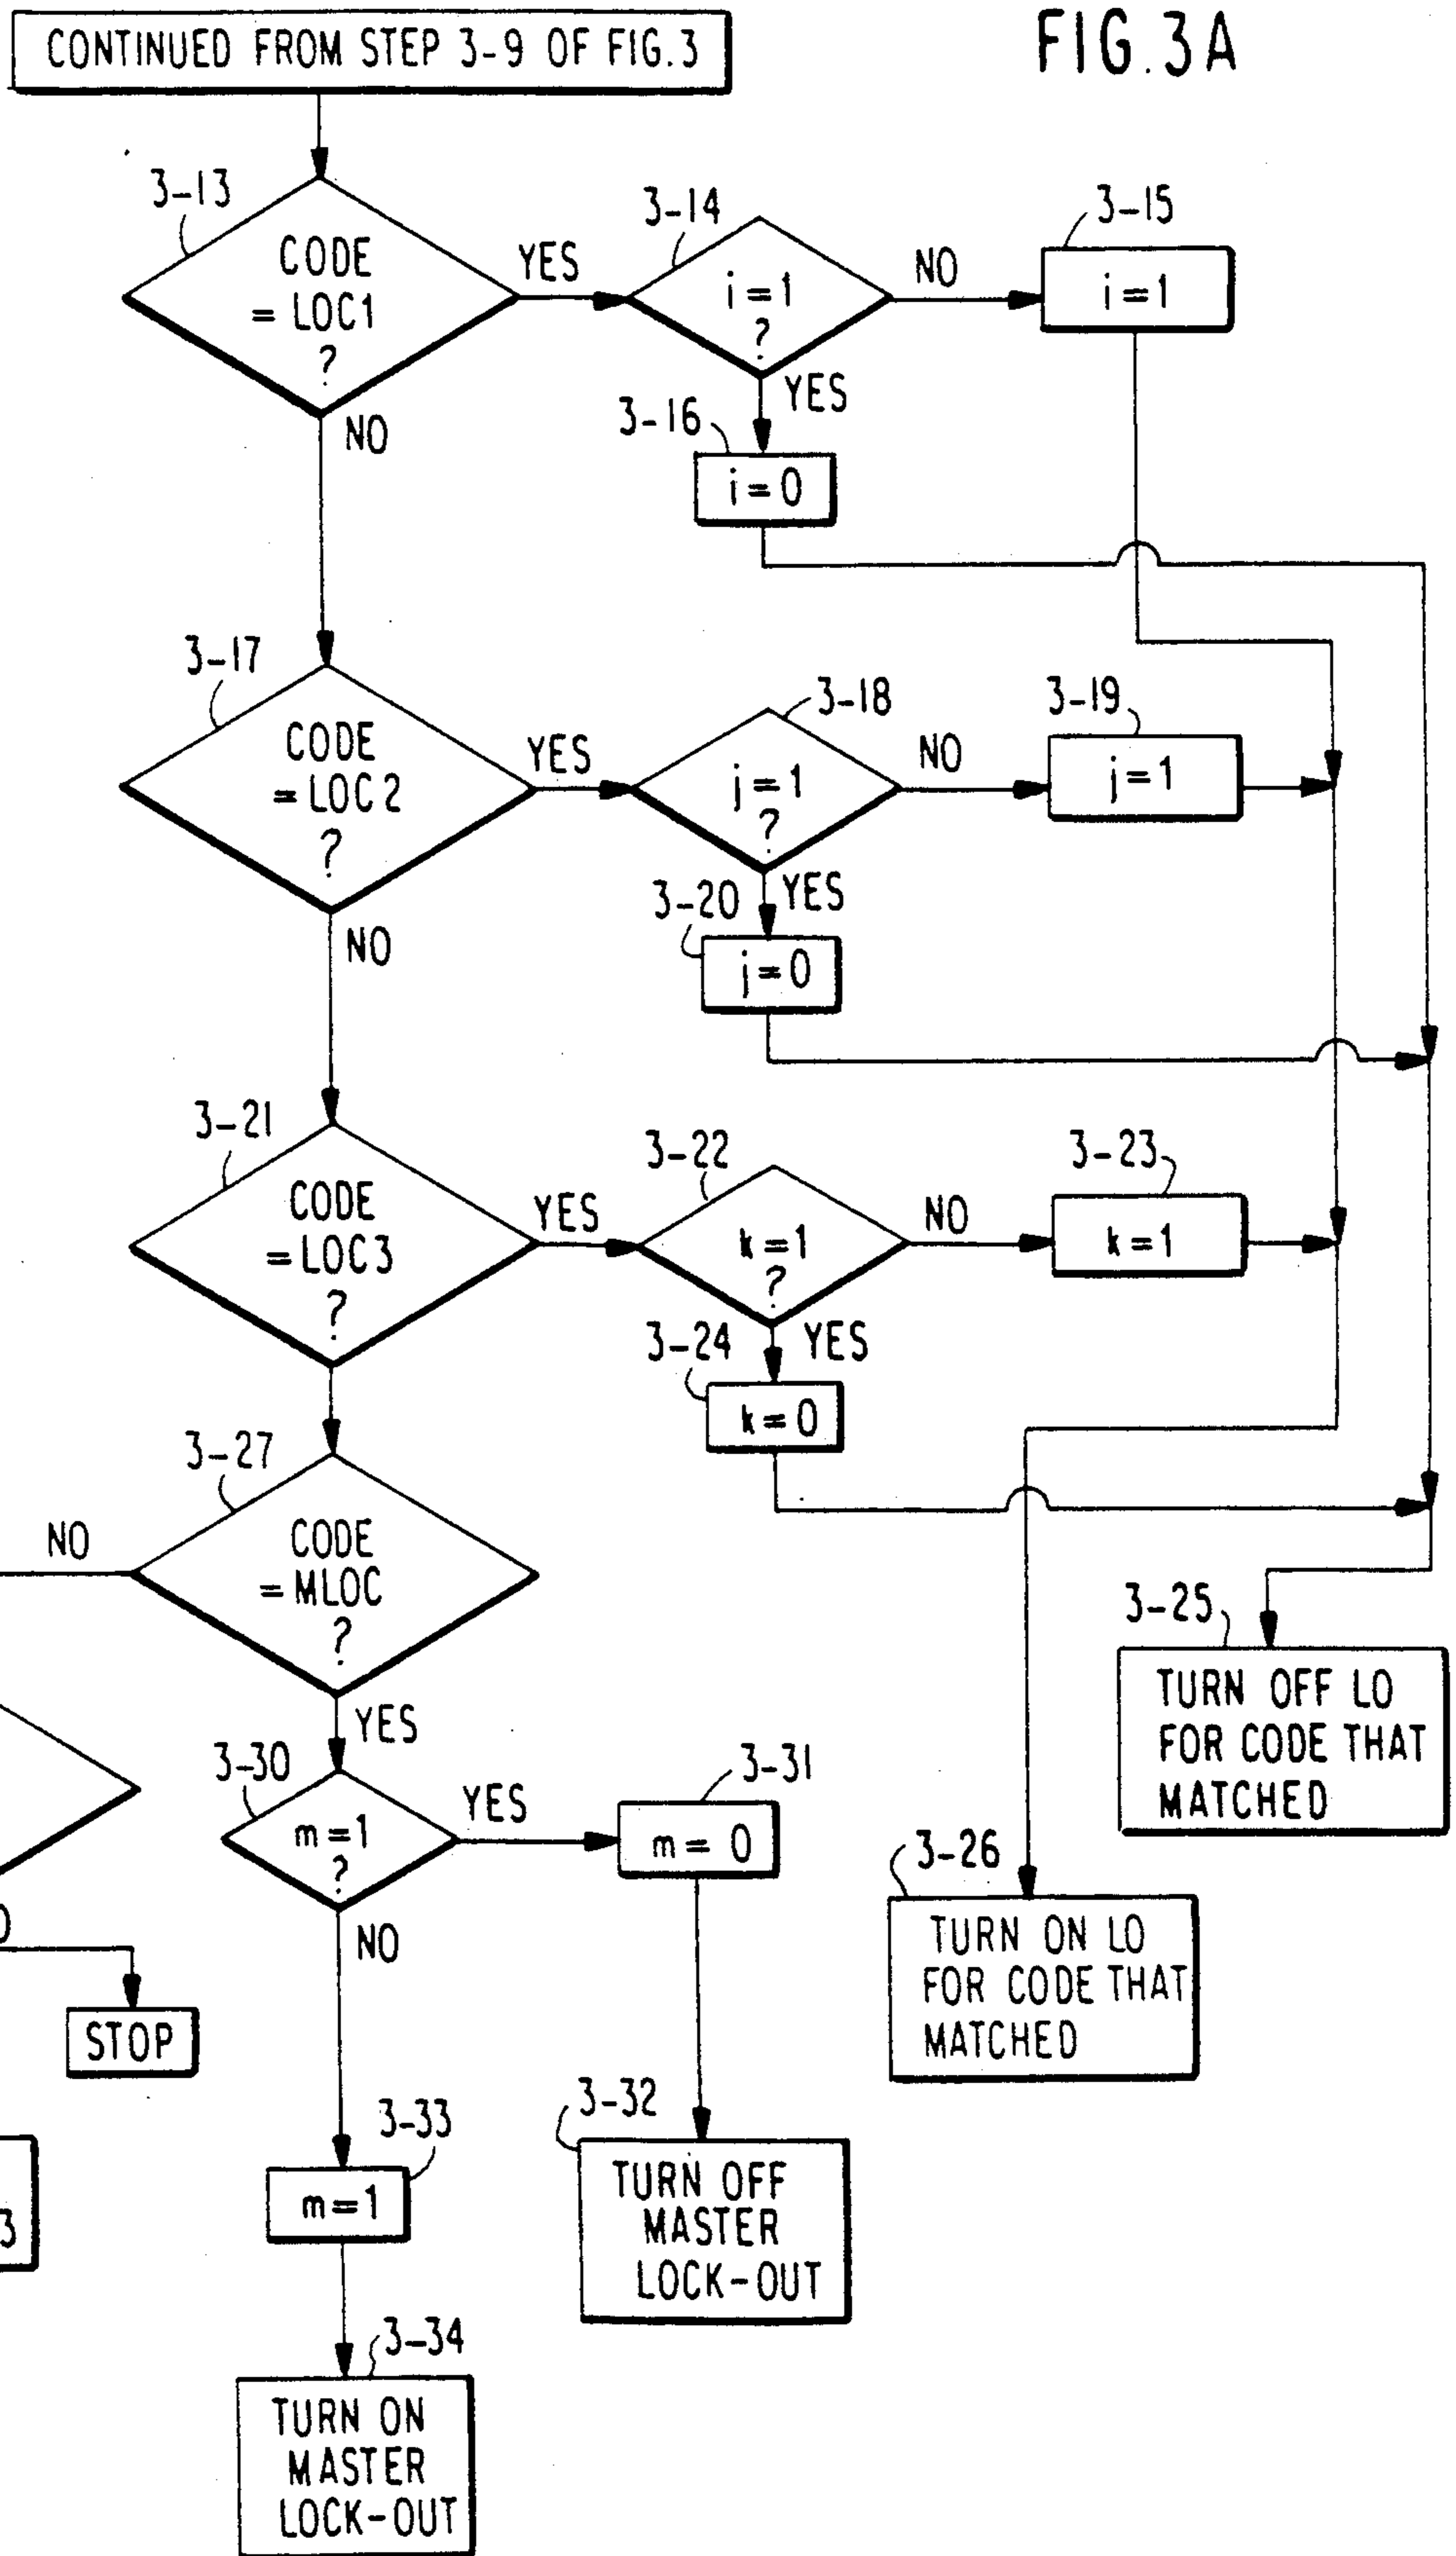 CONTINUED FROM STEP 3-9 OF FIG.3
FIG.3A
3-13
CODE
= LOC1
?
YES
NO
3-14
i=1
?
NO
YES
3-15
i=1
3-16
i=0
3-17
CODE
=LOC2
?
YES
NO
3-18
j=1
?
NO
YES
3-19
j=1
3-20
j=0
3-21
CODE
=LOC3
?
YES
3-22
k=1
?
NO
YES
3-23
k=1
3-24
k=0
3-27
CODE
=MLOC
?
NO
YES
3-25
TURN OFF LO
FOR CODE THAT
MATCHED
3-26
TURN ON LO
FOR CODE THAT
MATCHED
3-30
m=1
?
YES
NO
3-31
m= 0
3-32
TURN OFF
MASTER
LOCK-OUT
STOP
3
3-33
m=1
3-34
TURN ON
MASTER
LOCK-OUT